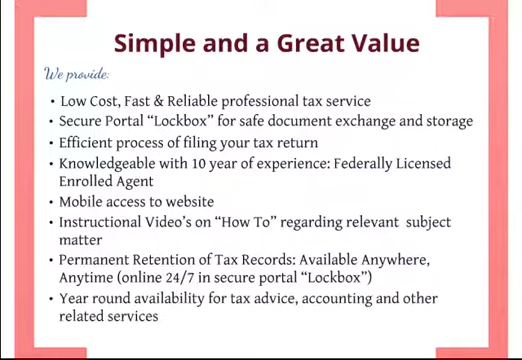 Simple and a Great Value
We provide:
• Low Cost, Fast & Reliable professional tax service
• Secure Portal “Lockbox” for safe document exchange and storage
• Efficient process of filing your tax return
• Knowledgeable with 10 year of experience: Federally Licensed
Enrolled Agent
• Mobile access to website
• Instructional Video’s on “How To” regarding relevant subject
matter
• Permanent Retention of Tax Records: Available Anywhere,
Anytime (online 24/7 in secure portal “Lockbox”)
• Year round availability for tax advice, accounting and other
related services